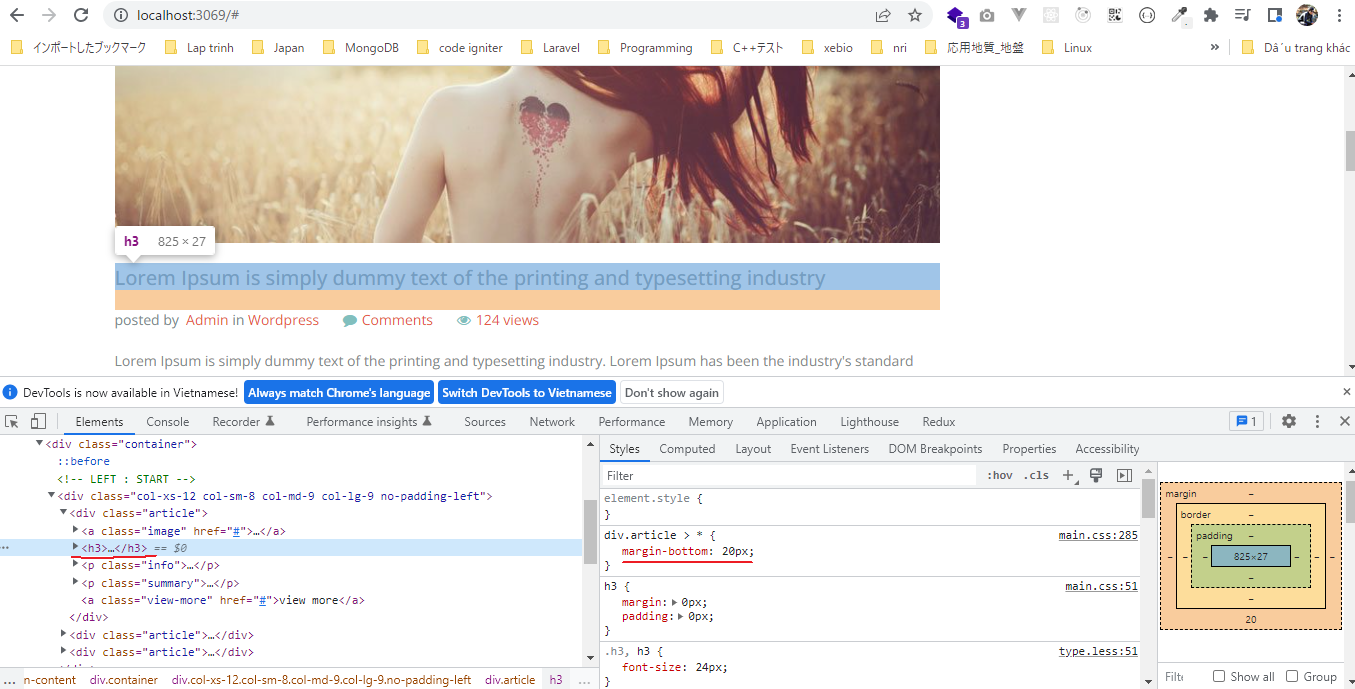 localhost:3069/#
3
インポートしたブックマーク Lap trinh Japan MongoDB code igniter Laravel Programming C++テスト xebio nri 応用地質_地盤 Linux » Dấu trang khác
h3 825 × 27
Lorem Ipsum is simply dummy text of the printing and typesetting industry
posted by Admin in Wordpress Comments 124 views
Lorem Ipsum is simply dummy text of the printing and typesetting industry. Lorem Ipsum has been the industry's standard
DevTools is now available in Vietnamese! Always match Chrome's language Switch DevTools to Vietnamese Don't show again
Elements Console Recorder Performance insights Sources Network Performance Memory Application Lighthouse Redux 1
<div class="container">
::before
<!-- LEFT : START -->
<div class="col-xs-12 col-sm-8 col-md-9 col-lg-9 no-padding-left">
<div class="article">
<a class="image" href="#">…</a>
<h3>…</h3> == $0
<p class="info">…</p>
<p class="summary">…</p>
<a class="view-more" href="#">view more</a>
</div>
<div class="article">…</div>
<div class="article">…</div>
… n-content div.container div.col-xs-12.col-sm-8.col-md-9.col-lg-9.no-padding-left div.article h3 …
Styles Computed Layout Event Listeners DOM Breakpoints Properties Accessibility
Filter :hov .cls +
element.style {
}
div.article > * { main.css:285
margin-bottom: 20px;
}
h3 { main.css:51
margin: 0px;
padding: 0px;
}
.h3, h3 { type.less:51
font-size: 24px;
margin –
border –
padding –
– – – 825×27 – – –
–
–
20
Show all Group